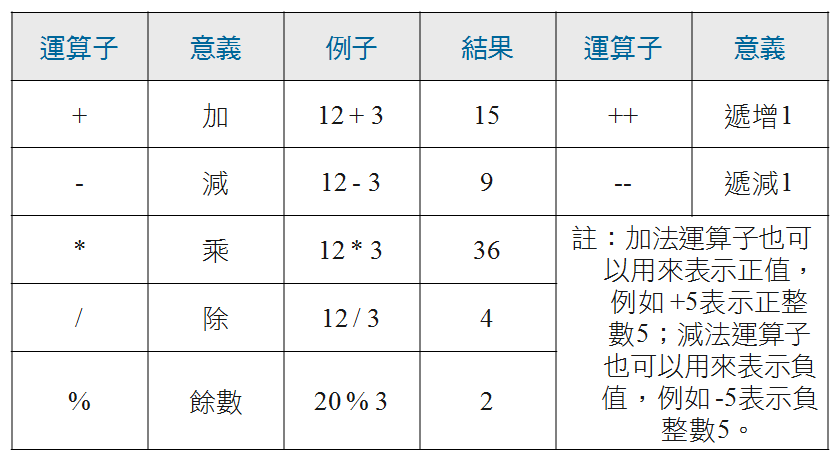 運算子 意義 例子 結果 運算子 意義
+ 加 12 + 3 15 ++ 遞增1
- 減 12 - 3 9 -- 遞減1
* 乘 12 * 3 36
/ 除 12 / 3 4
% 餘數 20 % 3 2
註：加法運算子也可
以用來表示正值，
例如 +5表示正整
數5；減法運算子
也可以用來表示負
值，例如 -5表示負
整數5。